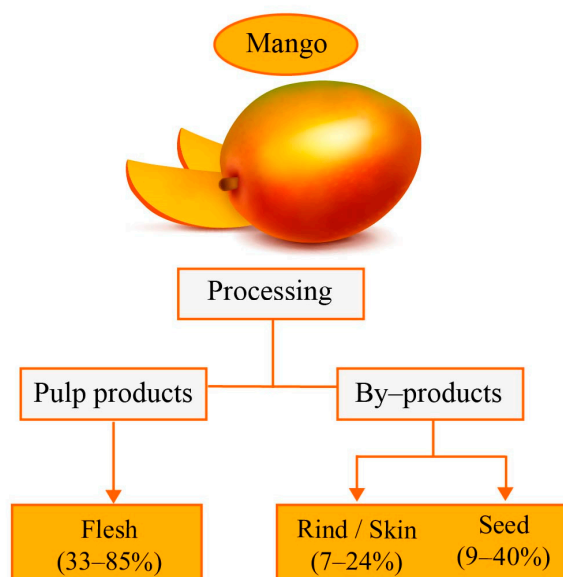 Mango
Processing
Pulp products
By–products
Flesh
(33–85%)
Rind / Skin
(7–24%)
Seed
(9–40%)